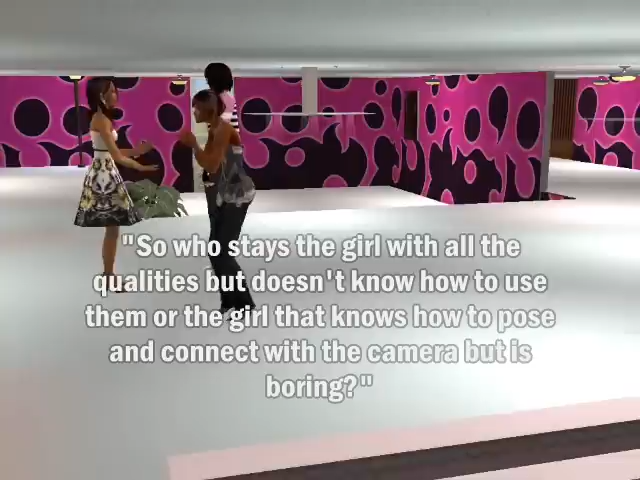 "So who stays the girl with all the
qualities but doesn't know how to use
them or the girl that knows how to pose
and connect with the camera but is
boring?"